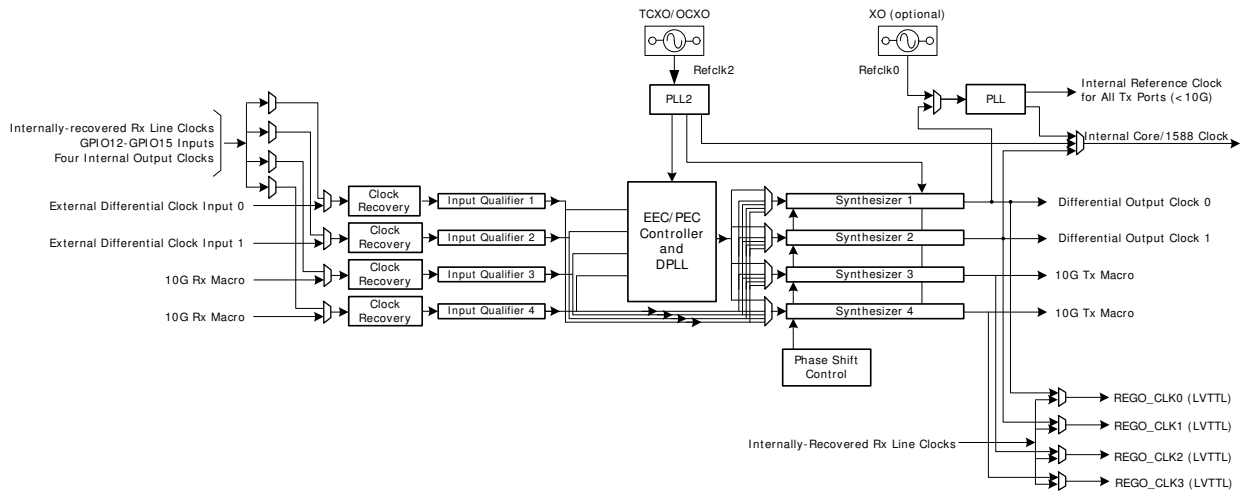 TCXO/OCXO
XO (optional)
Refclk2
Refclk0
PLL2
PLL
Internal Reference Clock
for All Tx Ports (<10G)
Internal Core/1588 Clock
Internally-recovered Rx Line Clocks
GPIO12-GPIO15 Inputs
Four Internal Output Clocks
External Differential Clock Input 0
External Differential Clock Input 1
10G Rx Macro
10G Rx Macro
Clock
Recovery
Clock
Recovery
Clock
Recovery
Clock
Recovery
Input Qualifier 1
Input Qualifier 2
Input Qualifier 3
Input Qualifier 4
EEC/PEC
Controller
and
DPLL
Synthesizer 1
Synthesizer 2
Synthesizer 3
Synthesizer 4
Phase Shift
Control
Differential Output Clock 0
Differential Output Clock 1
10G Tx Macro
10G Tx Macro
Internally-Recovered Rx Line Clocks
REGO_CLK0 (LVTTL)
REGO_CLK1 (LVTTL)
REGO_CLK2 (LVTTL)
REGO_CLK3 (LVTTL)